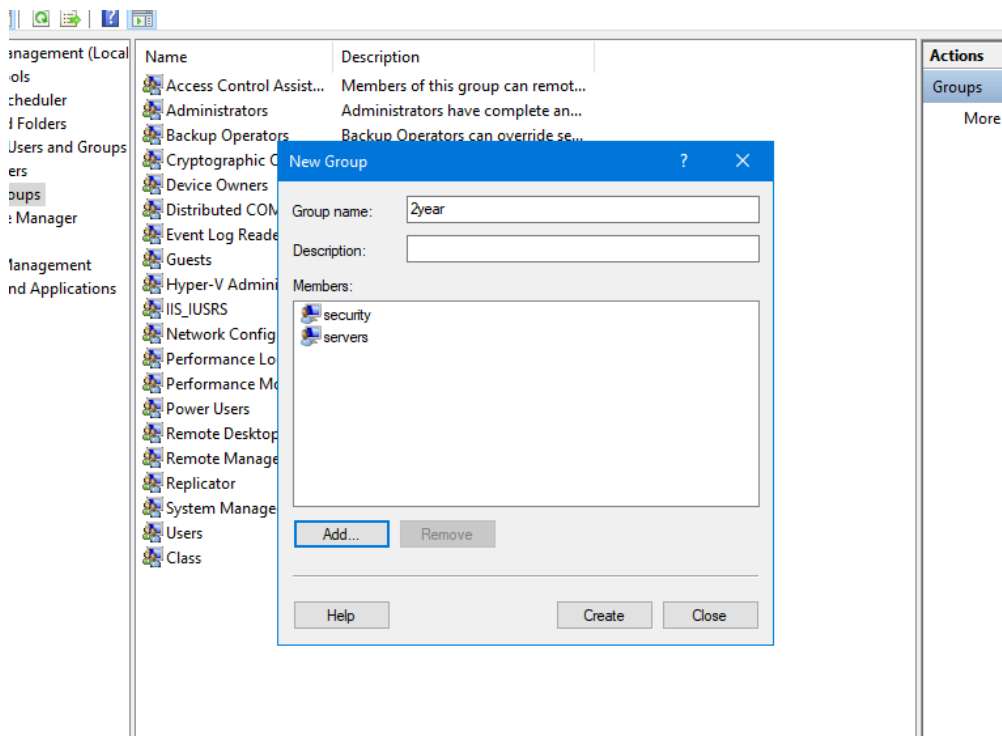 anagement (Local
ools
cheduler
d Folders
Users and Groups
ers
oups
e Manager
Management
nd Applications
Name Description
Access Control Assist... Members of this group can remot...
Administrators Administrators have complete an...
Backup Operators Backup Operators can override se...
Cryptographic C
Device Owners
Distributed COM
Event Log Reade
Guests
Hyper-V Admini
IIS_IUSRS
Network Config
Performance Lo
Performance Mo
Power Users
Remote Desktop
Remote Manage
Replicator
System Manage
Users
Class
New Group ?
Group name: 2year
Description:
Members:
security
servers
Add... Remove
Help Create Close
Actions
Groups
More